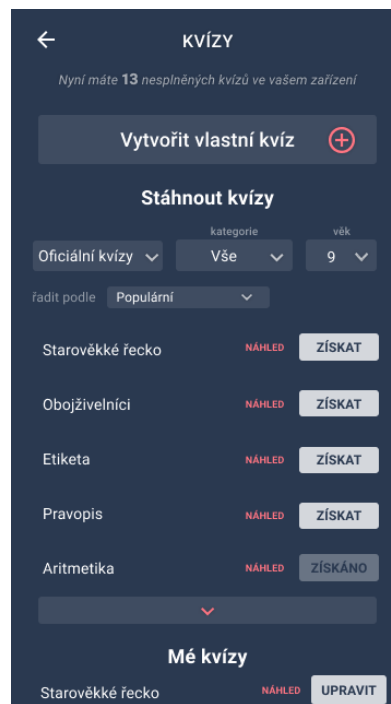 KVÍZY
Nyní máte 13 nesplněných kvízů ve vašem zařízení
Vytvořit vlastní kvíz
Stáhnout kvízy
kategorie věk
Oficiální kvízy Vše 9
řadit podle Populární
Starověkké řecko NÁHLED ZÍSKAT
Obojživelníci NÁHLED ZÍSKAT
Etiketa NÁHLED ZÍSKAT
Pravopis NÁHLED ZÍSKAT
Aritmetika NÁHLED ZÍSKÁNO
Mé kvízy
Starověkké řecko NÁHLED UPRAVIT